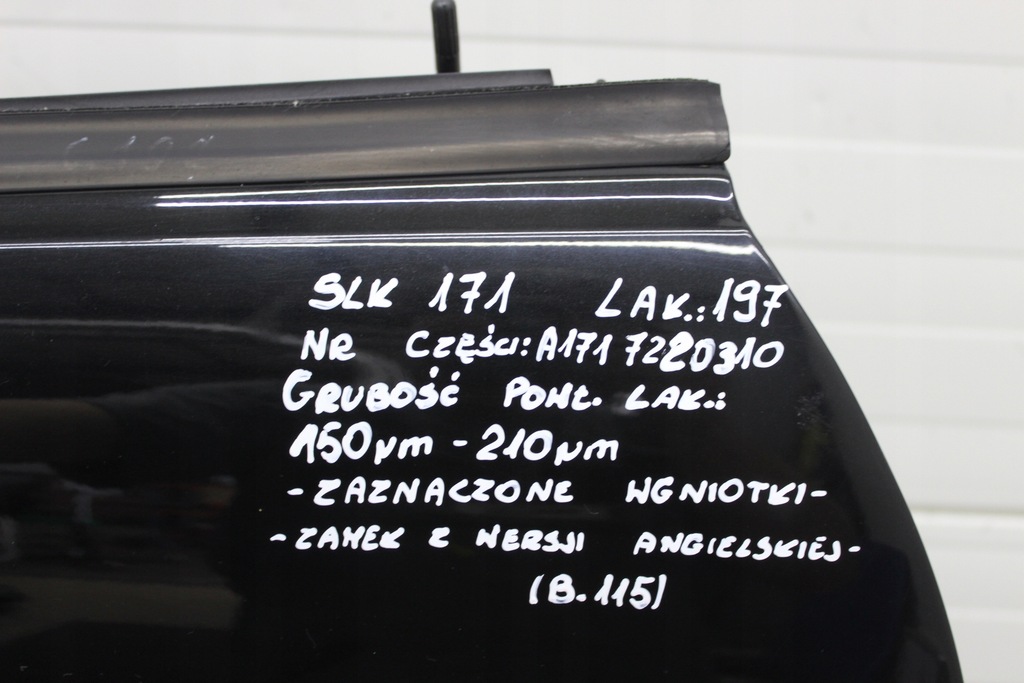 SLK 171 LAK.: 197
NR CZĘŚCI: A171 7220310
GRUBOŚĆ POWŁ. LAK.:
150µm - 210µm
- ZAZNACZONE WGNIOTKI -
- ZAMEK Z WERSJI ANGIELSKIEJ -
(B.115)